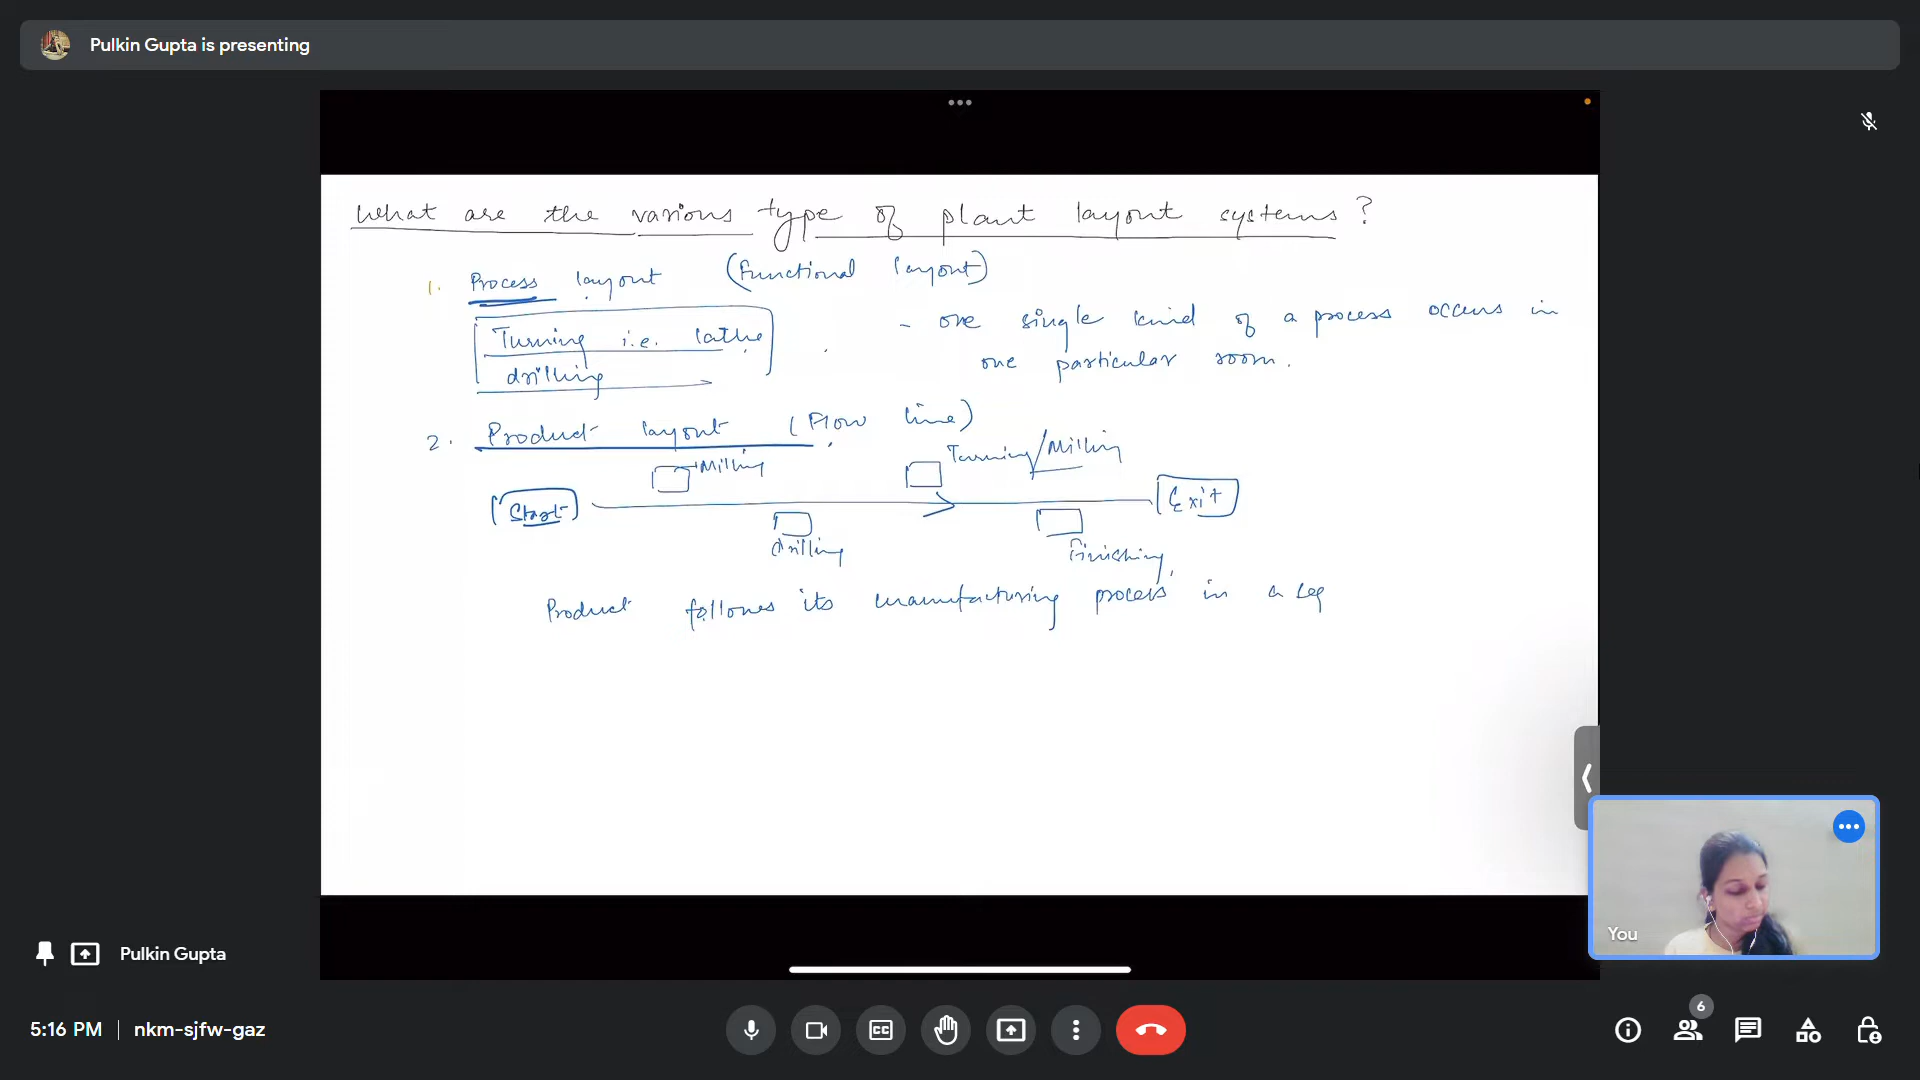 Pulkin Gupta is presenting
What are the various type of plant layout systems?
1. Process layout (Functional layout)
Turning i.e. lathe
drilling
- one single kind of a process occurs in
one particular room.
2. Product layout (Flow line)
Milling
Turning/Milling
Start
Exit
drilling
Finishing
Product follows its manufacturing process in a seq
You
Pulkin Gupta
6
5:16 PM | nkm-sjfw-gaz
CC